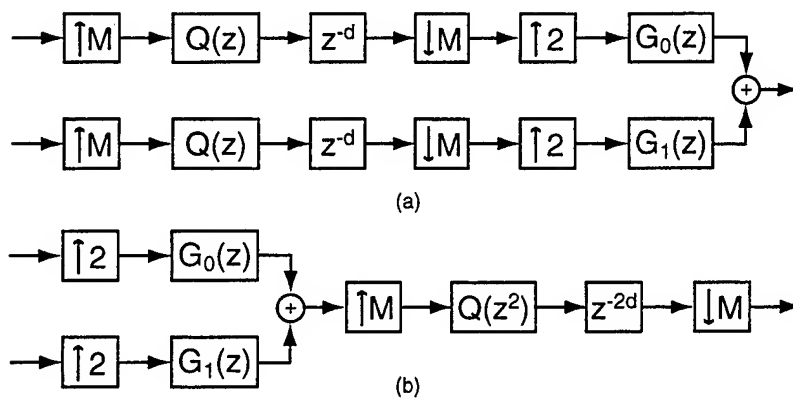 ↑M Q(z) z⁻ᵈ ↓M ↑2 G₀(z)
+
↑M Q(z) z⁻ᵈ ↓M ↑2 G₁(z)
(a)
↑2 G₀(z)
+ ↑M Q(z²) z⁻²ᵈ ↓M
↑2 G₁(z)
(b)